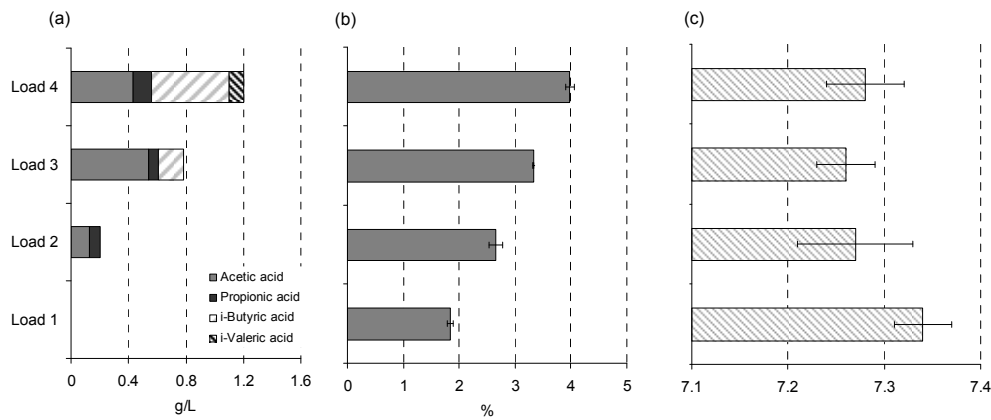 (a)
(b)
(c)
Load 4
Load 3
Load 2
Load 1
Acetic acid
Propionic acid
i-Butyric acid
i-Valeric acid
0 0.4 0.8 1.2 1.6
g/L
0 1 2 3 4 5
%
7.1 7.2 7.3 7.4